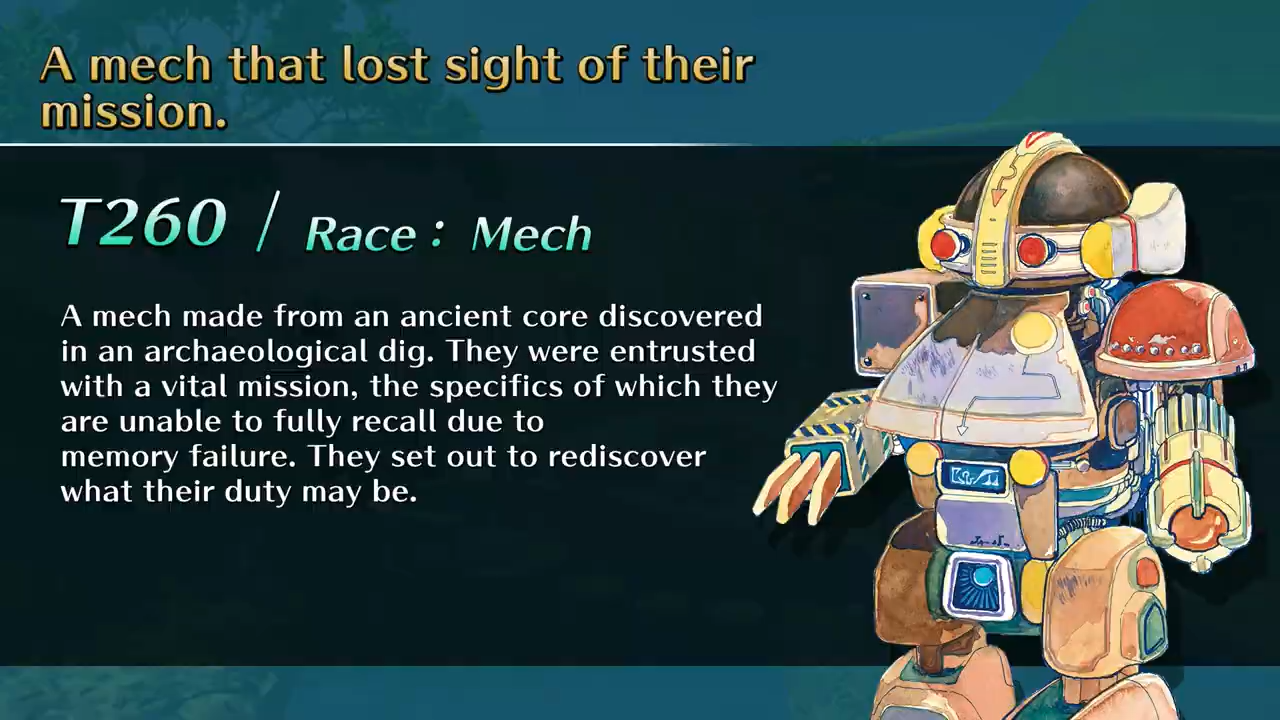 A mech that lost sight of their
mission.
T260 / Race : Mech
A mech made from an ancient core discovered
in an archaeological dig. They were entrusted
with a vital mission, the specifics of which they
are unable to fully recall due to
memory failure. They set out to rediscover
what their duty may be.